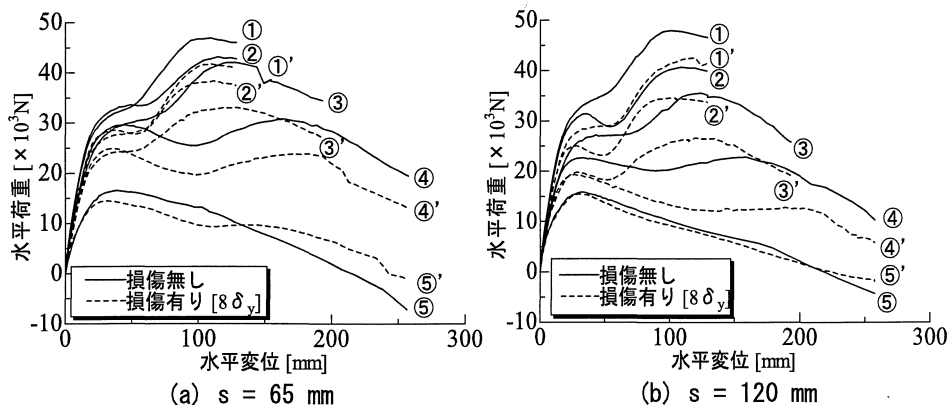 水平荷重 [×10³N]
50
40
30
20
10
0
-10
①
②
①’
②’
③
③’
④
④’
⑤’
⑤
損傷無し
損傷有り [8δy]
0 100 200 300
水平変位 [mm]
(a) s = 65 mm
水平荷重 [×10³N]
50
40
30
20
10
0
-10
①
①’
②
②’
③
③’
④
④’
⑤’
⑤
損傷無し
損傷有り [8δy]
0 100 200 300
水平変位 [mm]
(b) s = 120 mm